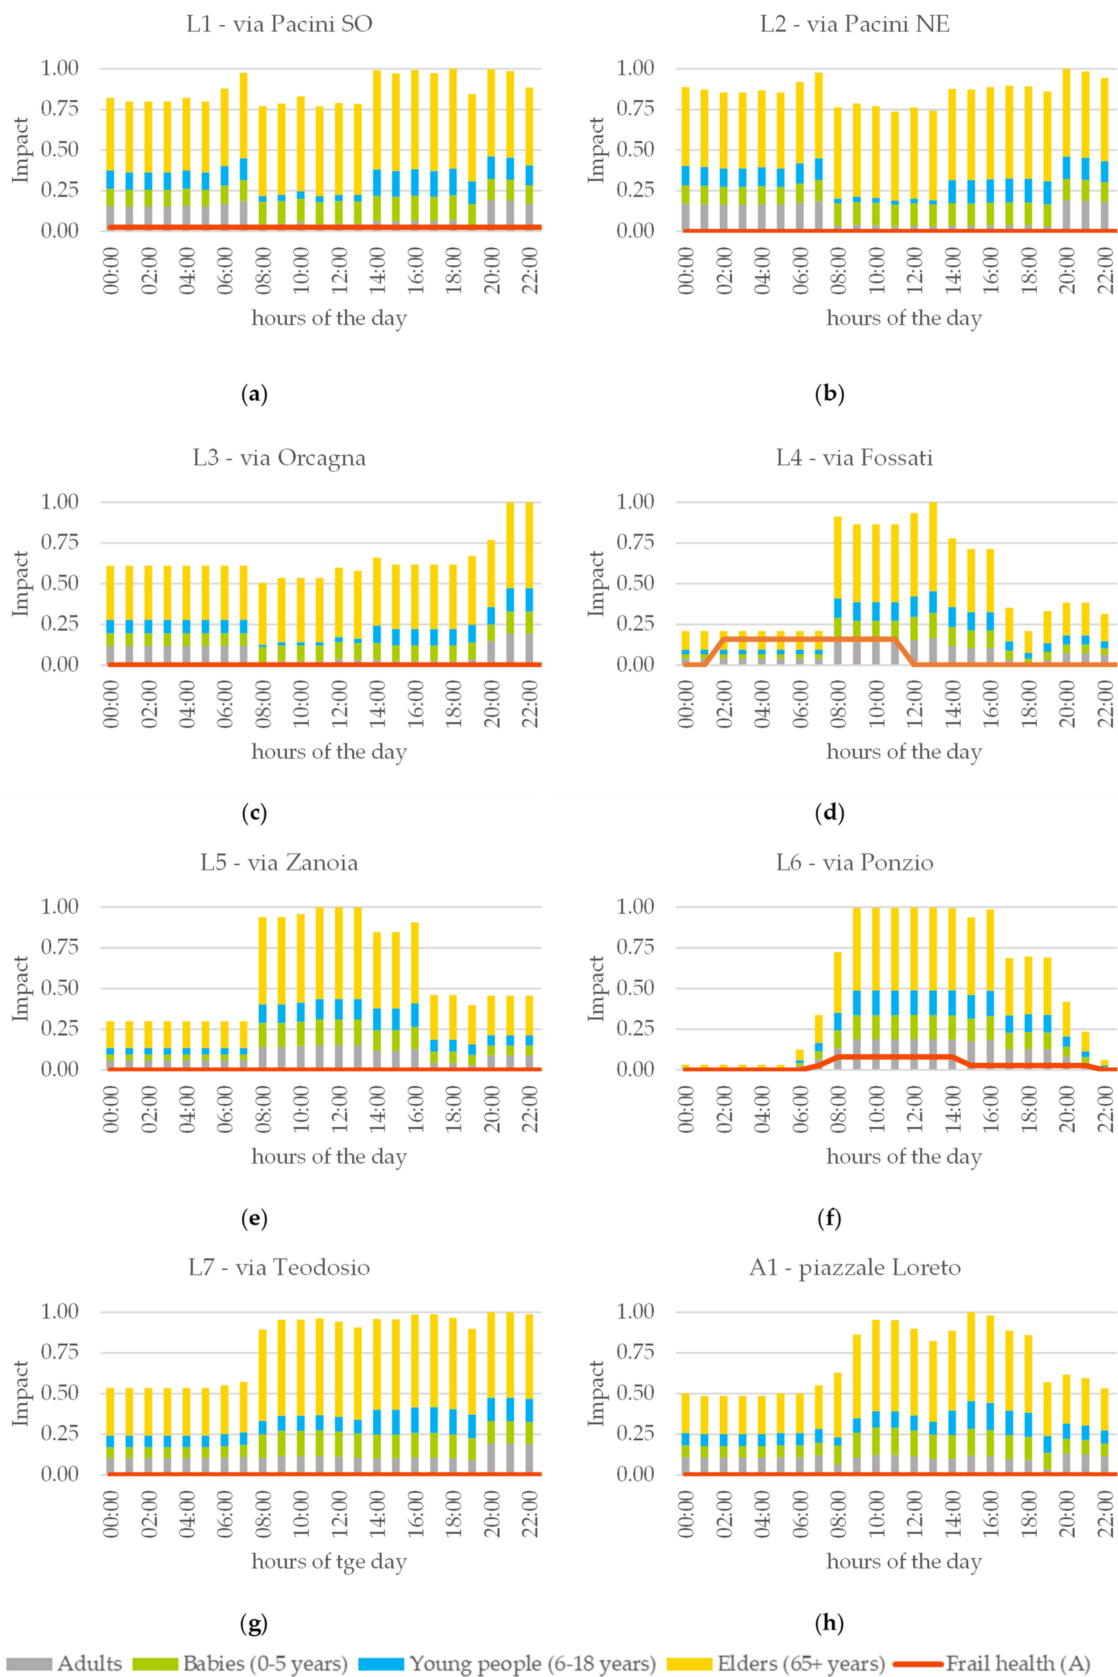 L1 - via Pacini SO
1.00
0.75
0.50
0.25
0.00
Impact
00:00 02:00 04:00 06:00 08:00 10:00 12:00 14:00 16:00 18:00 20:00 22:00
hours of the day
(a)
L2 - via Pacini NE
1.00
0.75
0.50
0.25
0.00
Impact
00:00 02:00 04:00 06:00 08:00 10:00 12:00 14:00 16:00 18:00 20:00 22:00
hours of the day
(b)
L3 - via Orcagna
1.00
0.75
0.50
0.25
0.00
Impact
00:00 02:00 04:00 06:00 08:00 10:00 12:00 14:00 16:00 18:00 20:00 22:00
hours of the day
(c)
L4 - via Fossati
1.00
0.75
0.50
0.25
0.00
Impact
00:00 02:00 04:00 06:00 08:00 10:00 12:00 14:00 16:00 18:00 20:00 22:00
hours of the day
(d)
L5 - via Zanoia
1.00
0.75
0.50
0.25
0.00
Impact
00:00 02:00 04:00 06:00 08:00 10:00 12:00 14:00 16:00 18:00 20:00 22:00
hours of the day
(e)
L6 - via Ponzio
1.00
0.75
0.50
0.25
0.00
Impact
00:00 02:00 04:00 06:00 08:00 10:00 12:00 14:00 16:00 18:00 20:00 22:00
hours of the day
(f)
L7 - via Teodosio
1.00
0.75
0.50
0.25
0.00
Impact
00:00 02:00 04:00 06:00 08:00 10:00 12:00 14:00 16:00 18:00 20:00 22:00
hours of tge day
(g)
A1 - piazzale Loreto
1.00
0.75
0.50
0.25
0.00
Impact
00:00 02:00 04:00 06:00 08:00 10:00 12:00 14:00 16:00 18:00 20:00 22:00
hours of the day
(h)
Adults Babies (0-5 years) Young people (6-18 years) Elders (65+ years) Frail health (A)